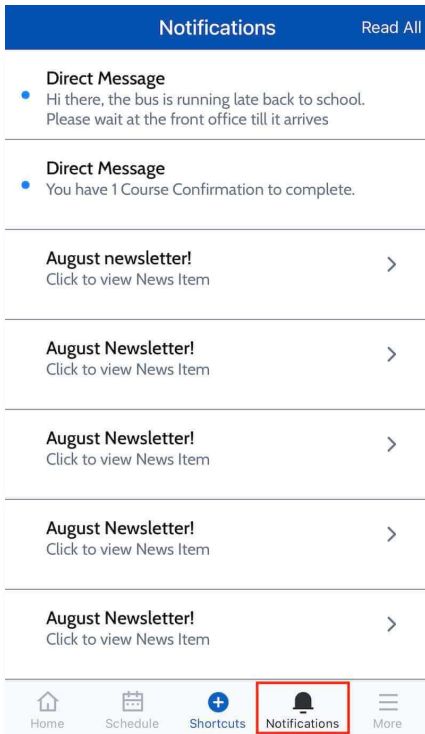 Notifications Read All
Direct Message
Hi there, the bus is running late back to school.
Please wait at the front office till it arrives
Direct Message
You have 1 Course Confirmation to complete.
August newsletter!
Click to view News Item
August Newsletter!
Click to view News Item
August Newsletter!
Click to view News Item
August Newsletter!
Click to view News Item
August Newsletter!
Click to view News Item
Home Schedule Shortcuts Notifications More